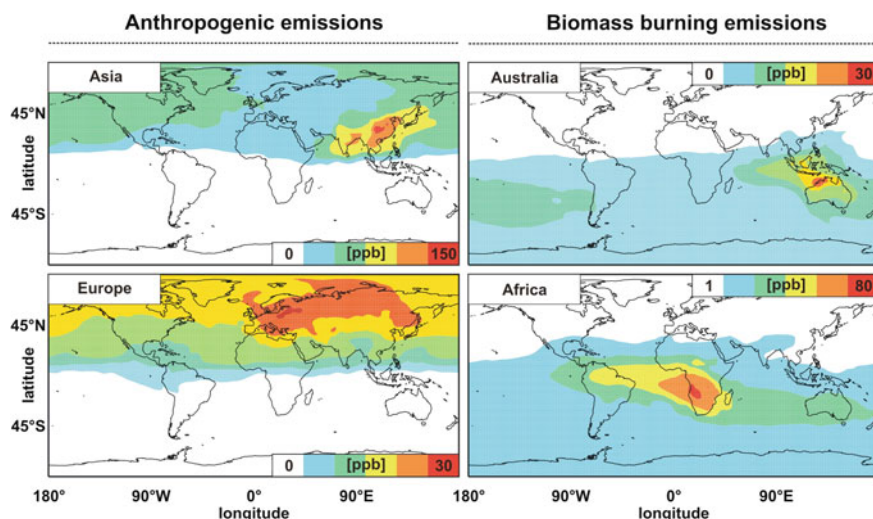 Anthropogenic emissions
Biomass burning emissions
Asia
Australia
0 [ppb] 30
45°N
latitude
45°S
0 [ppb] 150
Europe
Africa
1 [ppb] 80
45°N
latitude
45°S
0 [ppb] 30
180° 90°W 0° 90°E 180° 90°W 0° 90°E
longitude longitude